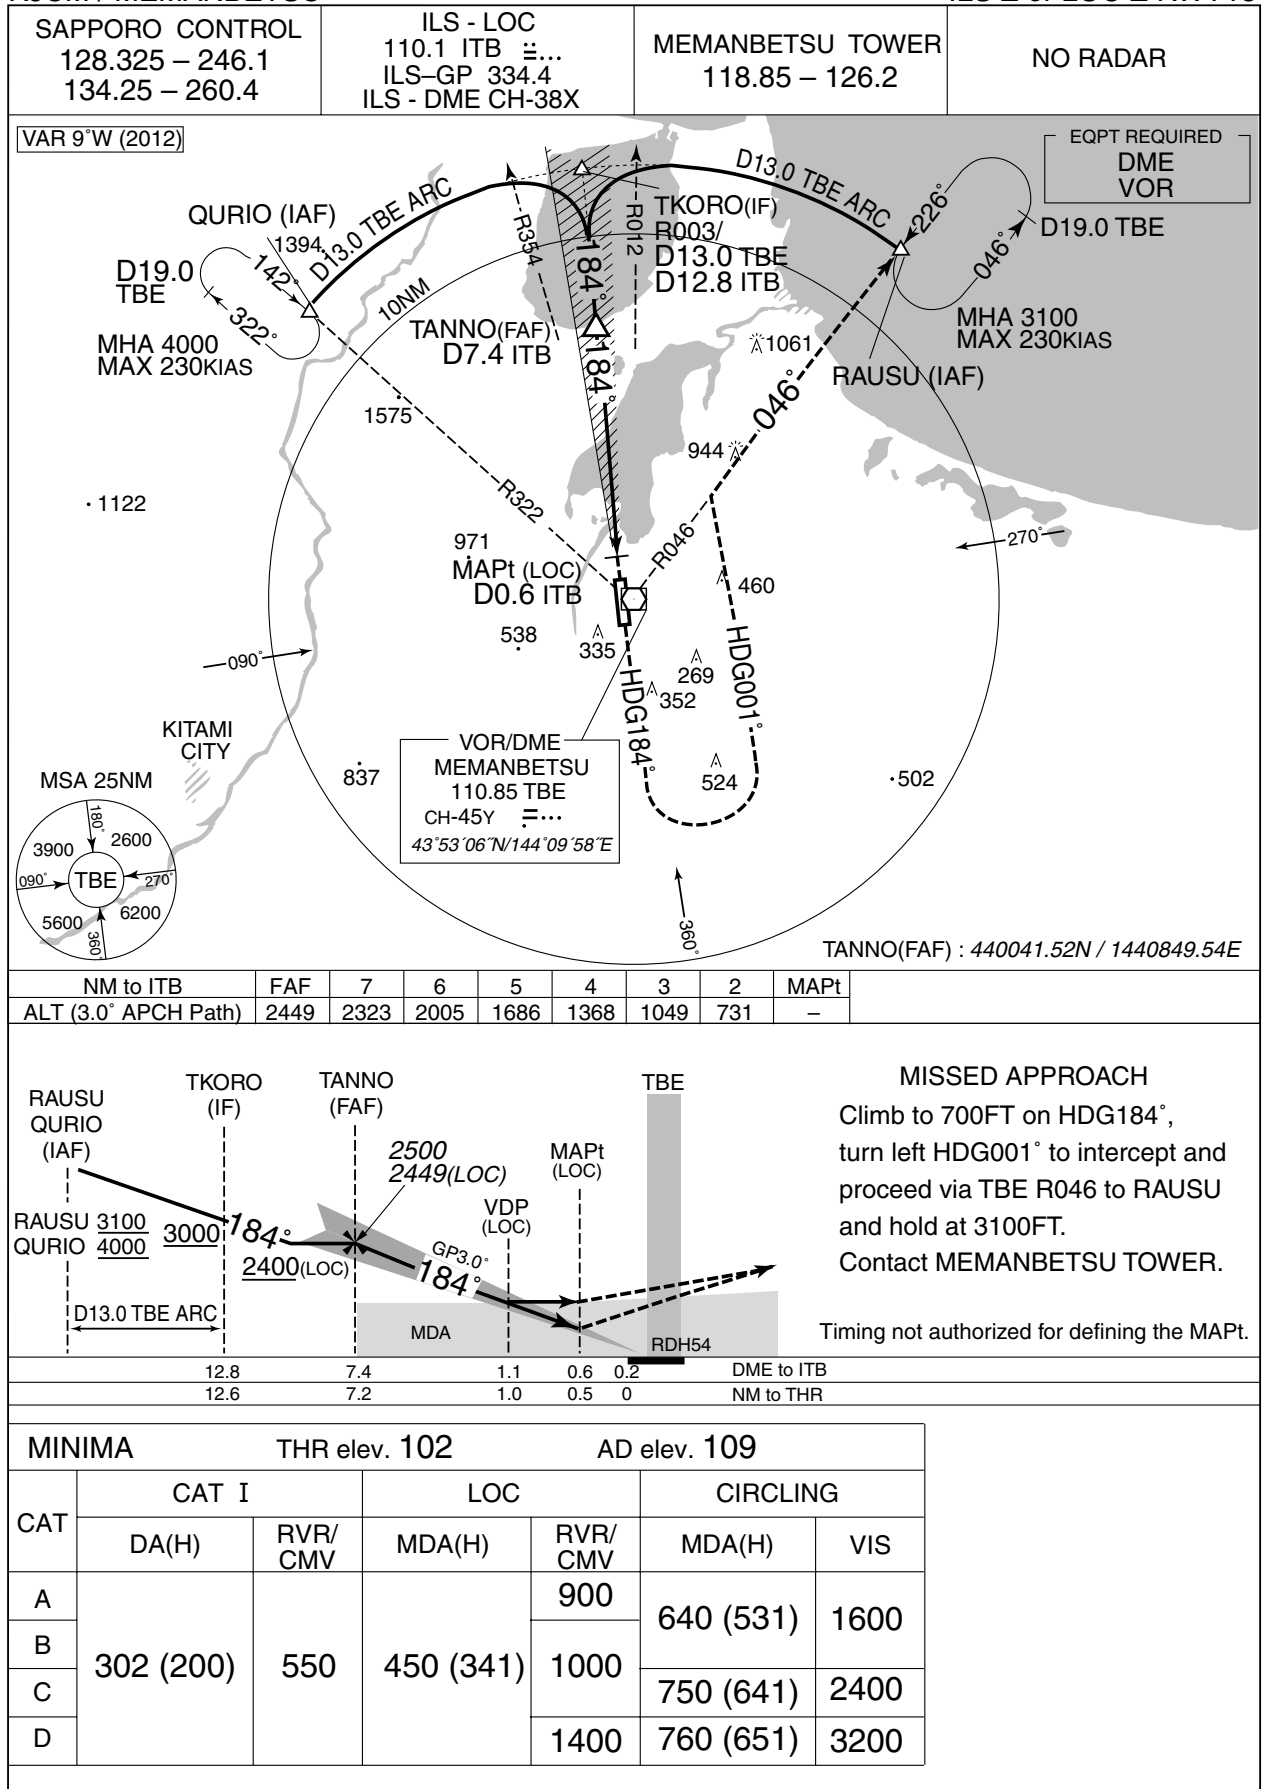 SAPPORO CONTROL
128.325 – 246.1
134.25 – 260.4
ILS - LOC
110.1 ITB
ILS–GP 334.4
ILS - DME CH-38X
MEMANBETSU TOWER
118.85 – 126.2
NO RADAR
VAR 9˚W (2012)
EQPT REQUIRED
DME
VOR
D13.0 TBE ARC
D13.0 TBE ARC
QURIO (IAF)
1394
D19.0
TBE
142˚
322˚
MHA 4000
MAX 230KIAS
10NM
R354
R012
TKORO(IF)
R003/
D13.0 TBE
D12.8 ITB
184˚
184˚
TANNO(FAF)
D7.4 ITB
226˚
046˚
D19.0 TBE
MHA 3100
MAX 230KIAS
RAUSU (IAF)
1061
046˚
1575
944
1122
R322
R046
270˚
971
MAPt (LOC)
D0.6 ITB
460
538
335
269
352
090˚
HDG184˚
HDG001˚
KITAMI
CITY
837
524
502
VOR/DME
MEMANBETSU
110.85 TBE
CH-45Y
43˚53´06˝N/144˚09´58˝E
MSA 25NM
180˚
3900
2600
090˚
TBE
270˚
5600
6200
360˚
360˚
TANNO(FAF) : 440041.52N / 1440849.54E
NM to ITB FAF 7 6 5 4 3 2 MAPt
ALT (3.0˚ APCH Path) 2449 2323 2005 1686 1368 1049 731 –
RAUSU
QURIO
(IAF)
TKORO
(IF)
TANNO
(FAF)
2500
2449(LOC)
MAPt
(LOC)
VDP
(LOC)
TBE
RAUSU 3100
QURIO 4000
3000
184˚
2400(LOC)
GP3.0˚
184˚
D13.0 TBE ARC
MDA
RDH54
12.8 7.4 1.1 0.6 0.2 DME to ITB
12.6 7.2 1.0 0.5 0 NM to THR
MISSED APPROACH
Climb to 700FT on HDG184˚,
turn left HDG001˚ to intercept and
proceed via TBE R046 to RAUSU
and hold at 3100FT.
Contact MEMANBETSU TOWER.
Timing not authorized for defining the MAPt.
MINIMA THR elev. 102 AD elev. 109
CAT CAT I LOC CIRCLING
DA(H) RVR/CMV MDA(H) RVR/CMV MDA(H) VIS
A 302 (200) 550 450 (341) 900 640 (531) 1600
B 1000
C 750 (641) 2400
D 1400 760 (651) 3200